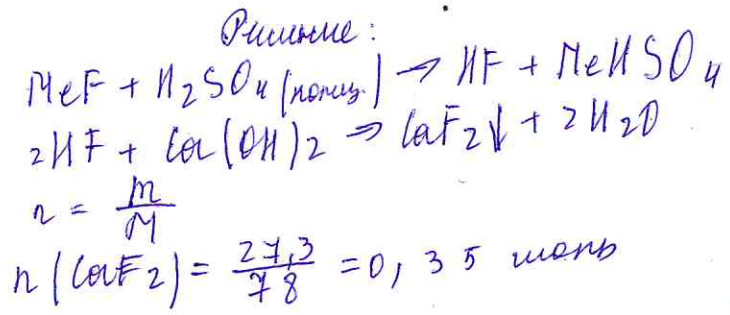 Решение:
MeF + H₂SO₄ (конц.) → HF + MeHSO₄
2HF + Ca(OH)₂ → CaF₂↓ + 2H₂O
n = m/M
n(CaF₂) = 27,3/78 = 0,35 моль